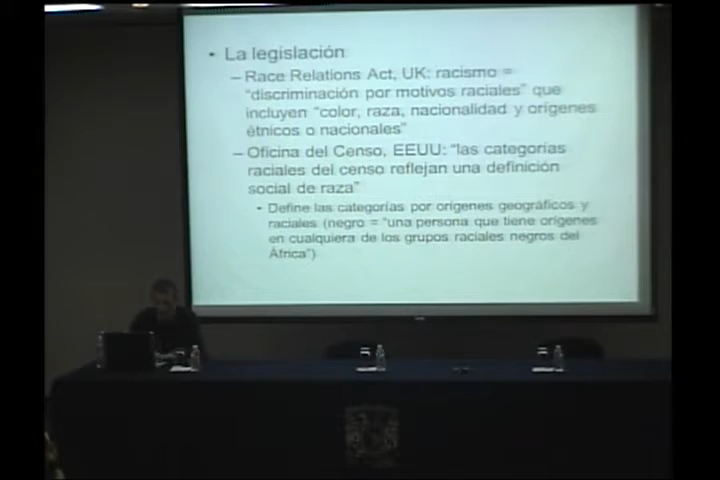 • La legislación
– Race Relations Act, UK: racismo =
“discriminación por motivos raciales” que
incluyen “color, raza, nacionalidad y orígenes
étnicos o nacionales”
– Oficina del Censo, EEUU: “las categorías
raciales del censo reflejan una definición
social de raza”
• Define las categorías por orígenes geográficos y
raciales (negro = “una persona que tiene orígenes
en cualquiera de los grupos raciales negros del
África”)